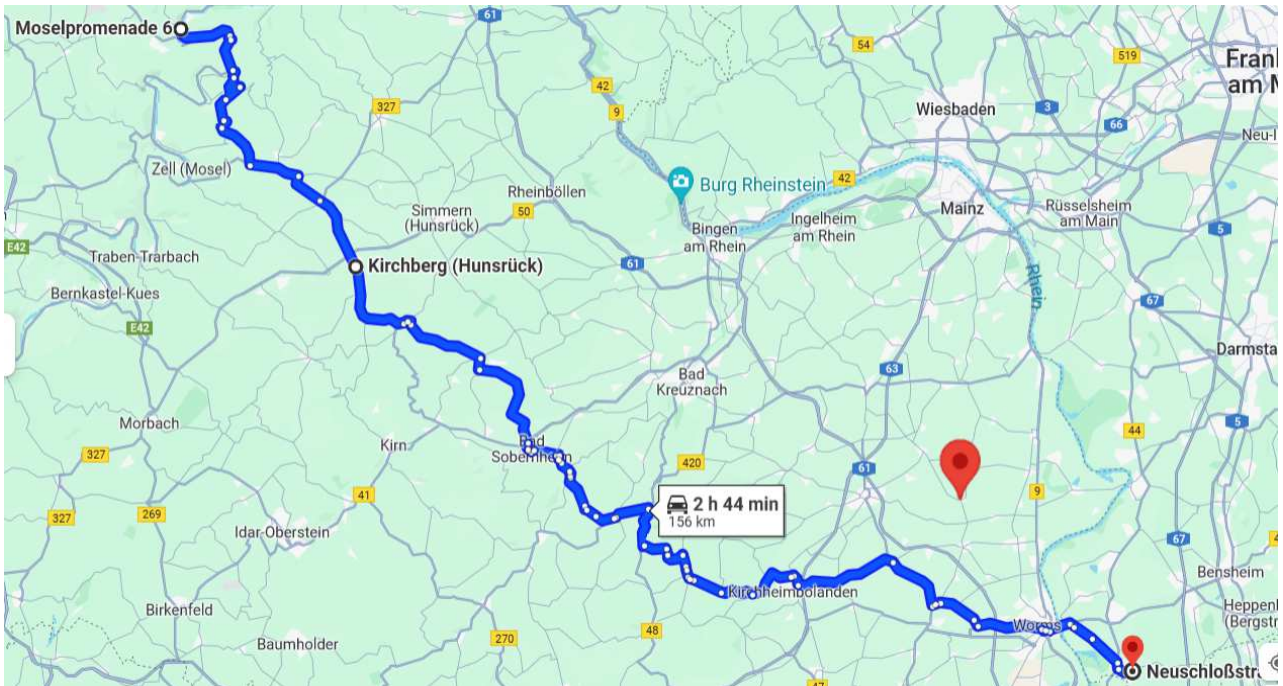 Moselpromenade 6
61
54
519
Frank
am M
42
9
327
Wiesbaden
3
66
Neu-I
Zell (Mosel)
Burg Rheinstein
42
Rheinböllen
Simmern
(Hunsrück)
50
Bingen
am Rhein
Ingelheim
am Rhein
Mainz
Rüsselsheim
am Main
5
E42
Traben-Trarbach
Kirchberg (Hunsrück)
61
Rhein
Bernkastel-Kues
67
E42
63
Darmsta
Bad
Kreuznach
Morbach
Kirn
Bad
Sobernheim
44
5
327
420
61
41
2 h 44 min
156 km
9
327
269
Idar-Oberstein
67
Bensheim
Kirchheimbolanden
Birkenfeld
Heppenh
(Bergstr
Worms
Baumholder
270
48
47
Neuschloßstr